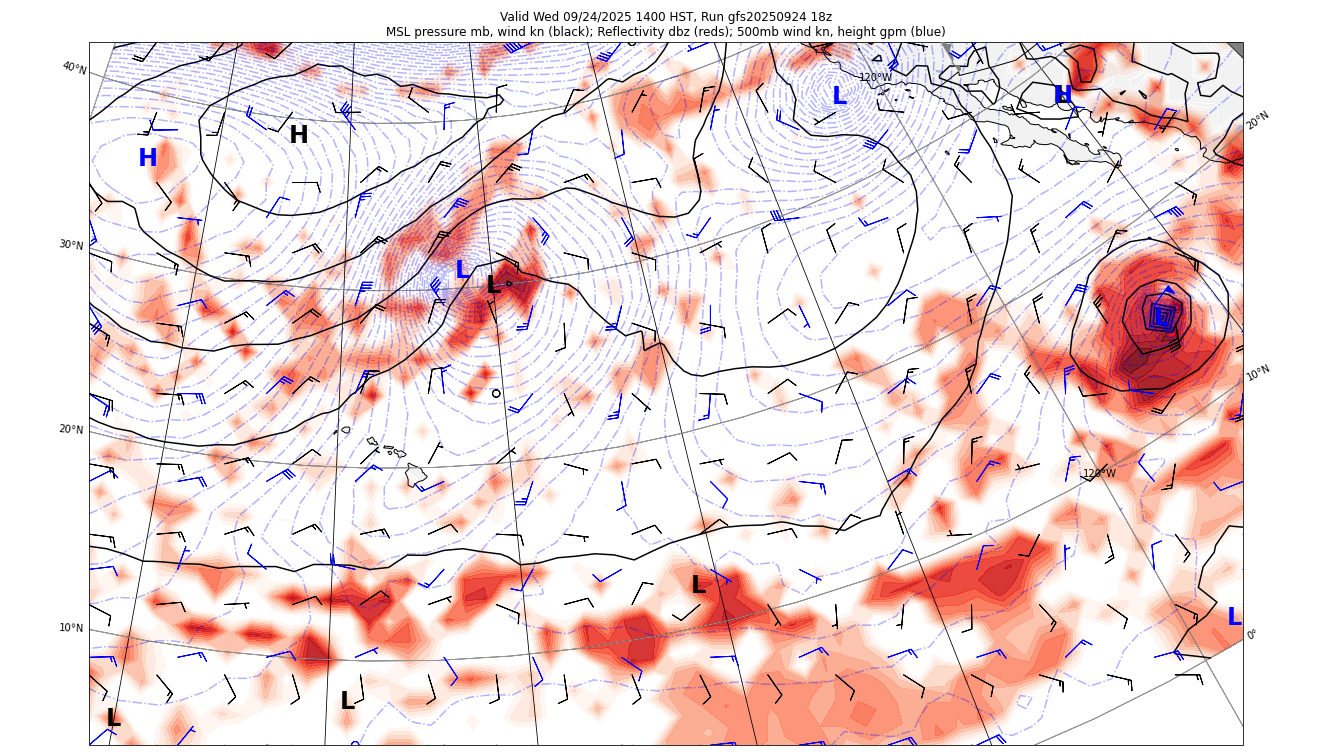 Valid Wed 09/24/2025 1400 HST, Run gfs20250924 18z
MSL pressure mb, wind kn (black); Reflectivity dbz (reds); 500mb wind kn, height gpm (blue)
40°N
120°W
L
H
20°N
H
H
30°N
L
L
10°N
20°N
120°W
L
L
10°N
0°
L
L